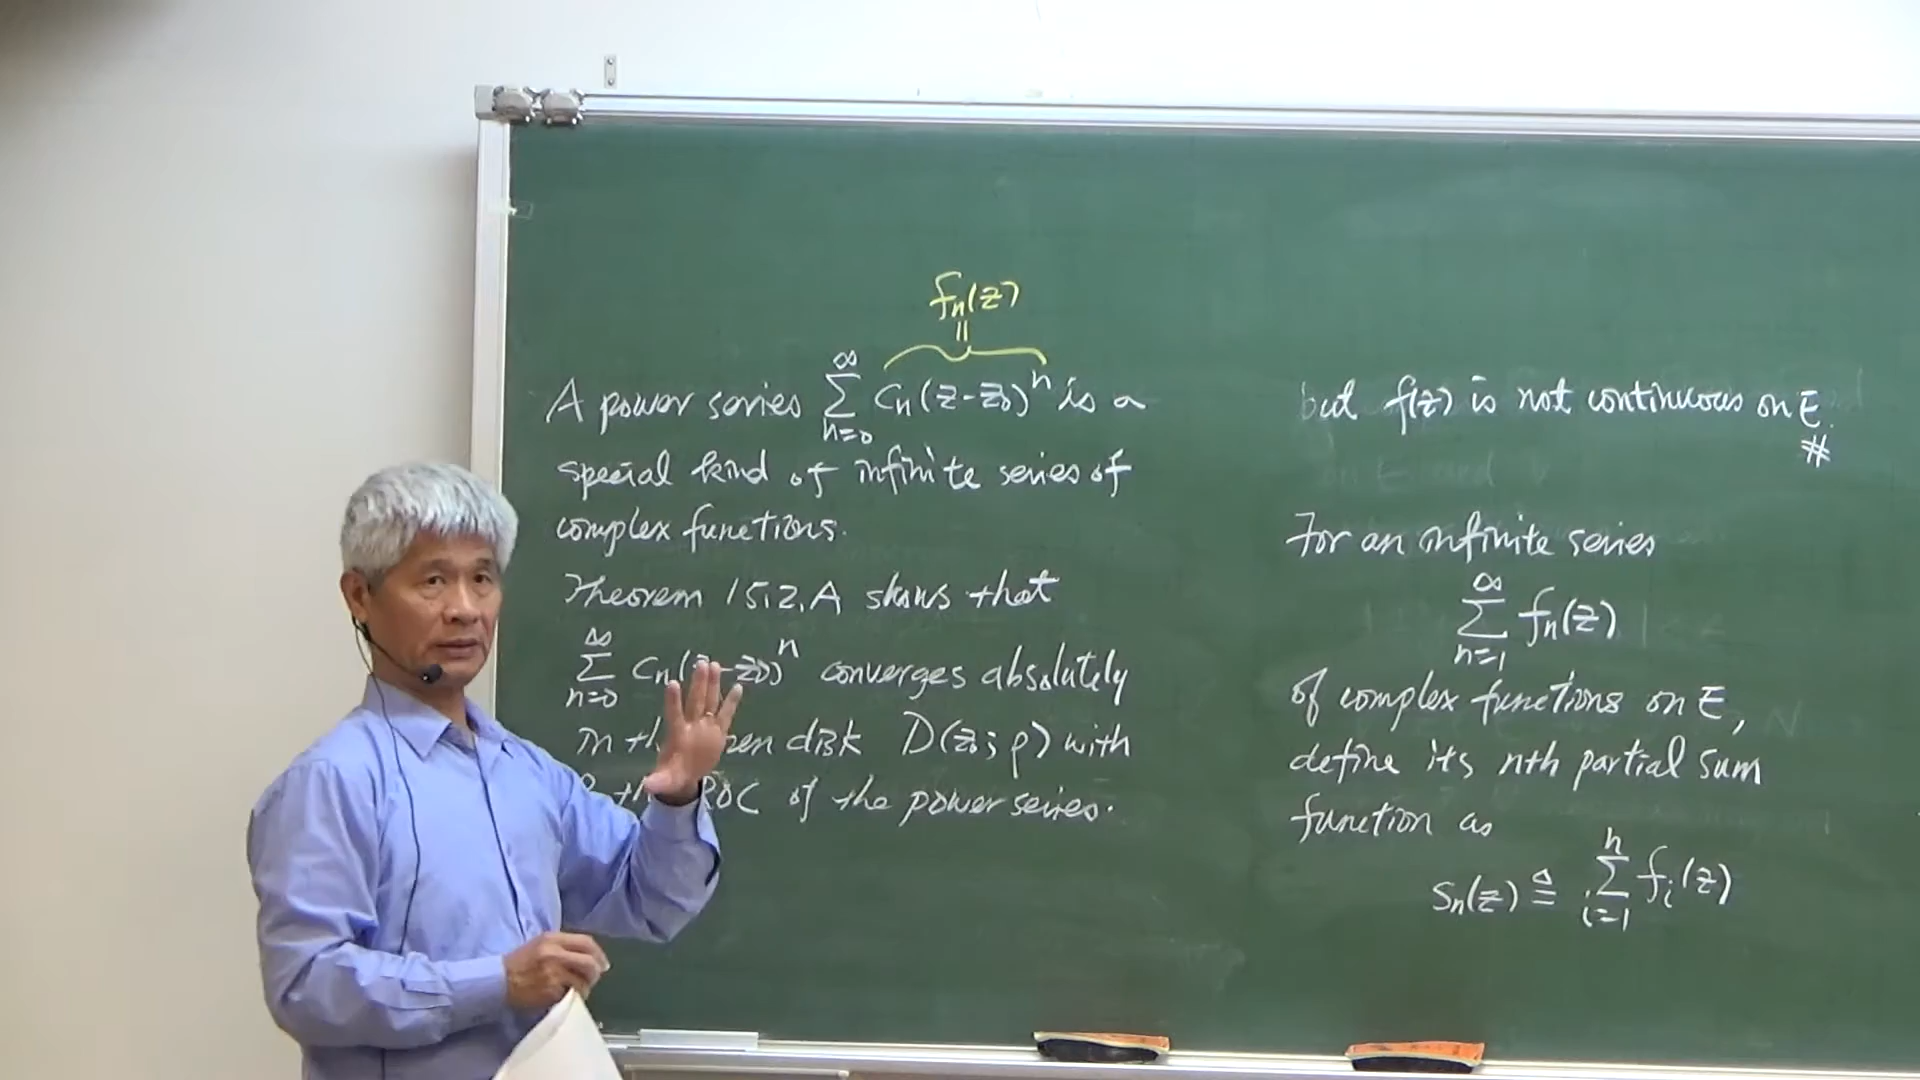 fₙ(z)
||
A power series ∑_{n=0}^{∞} cₙ(z-z₀)ⁿ is a
special kind of infinite series of
complex functions.
Theorem 15.2.A shows that
∑_{n=0}^{∞} cₙ(z-z₀)ⁿ converges absolutely
in the open disk D(z₀; ρ) with
the ROC of the power series.
but f(z) is not continuous on E.
#
For an infinite series
∑_{n=1}^{∞} fₙ(z)
of complex functions on E,
define its nth partial sum
function as
Sₙ(z) ≜ ∑_{i=1}^{n} fᵢ(z)